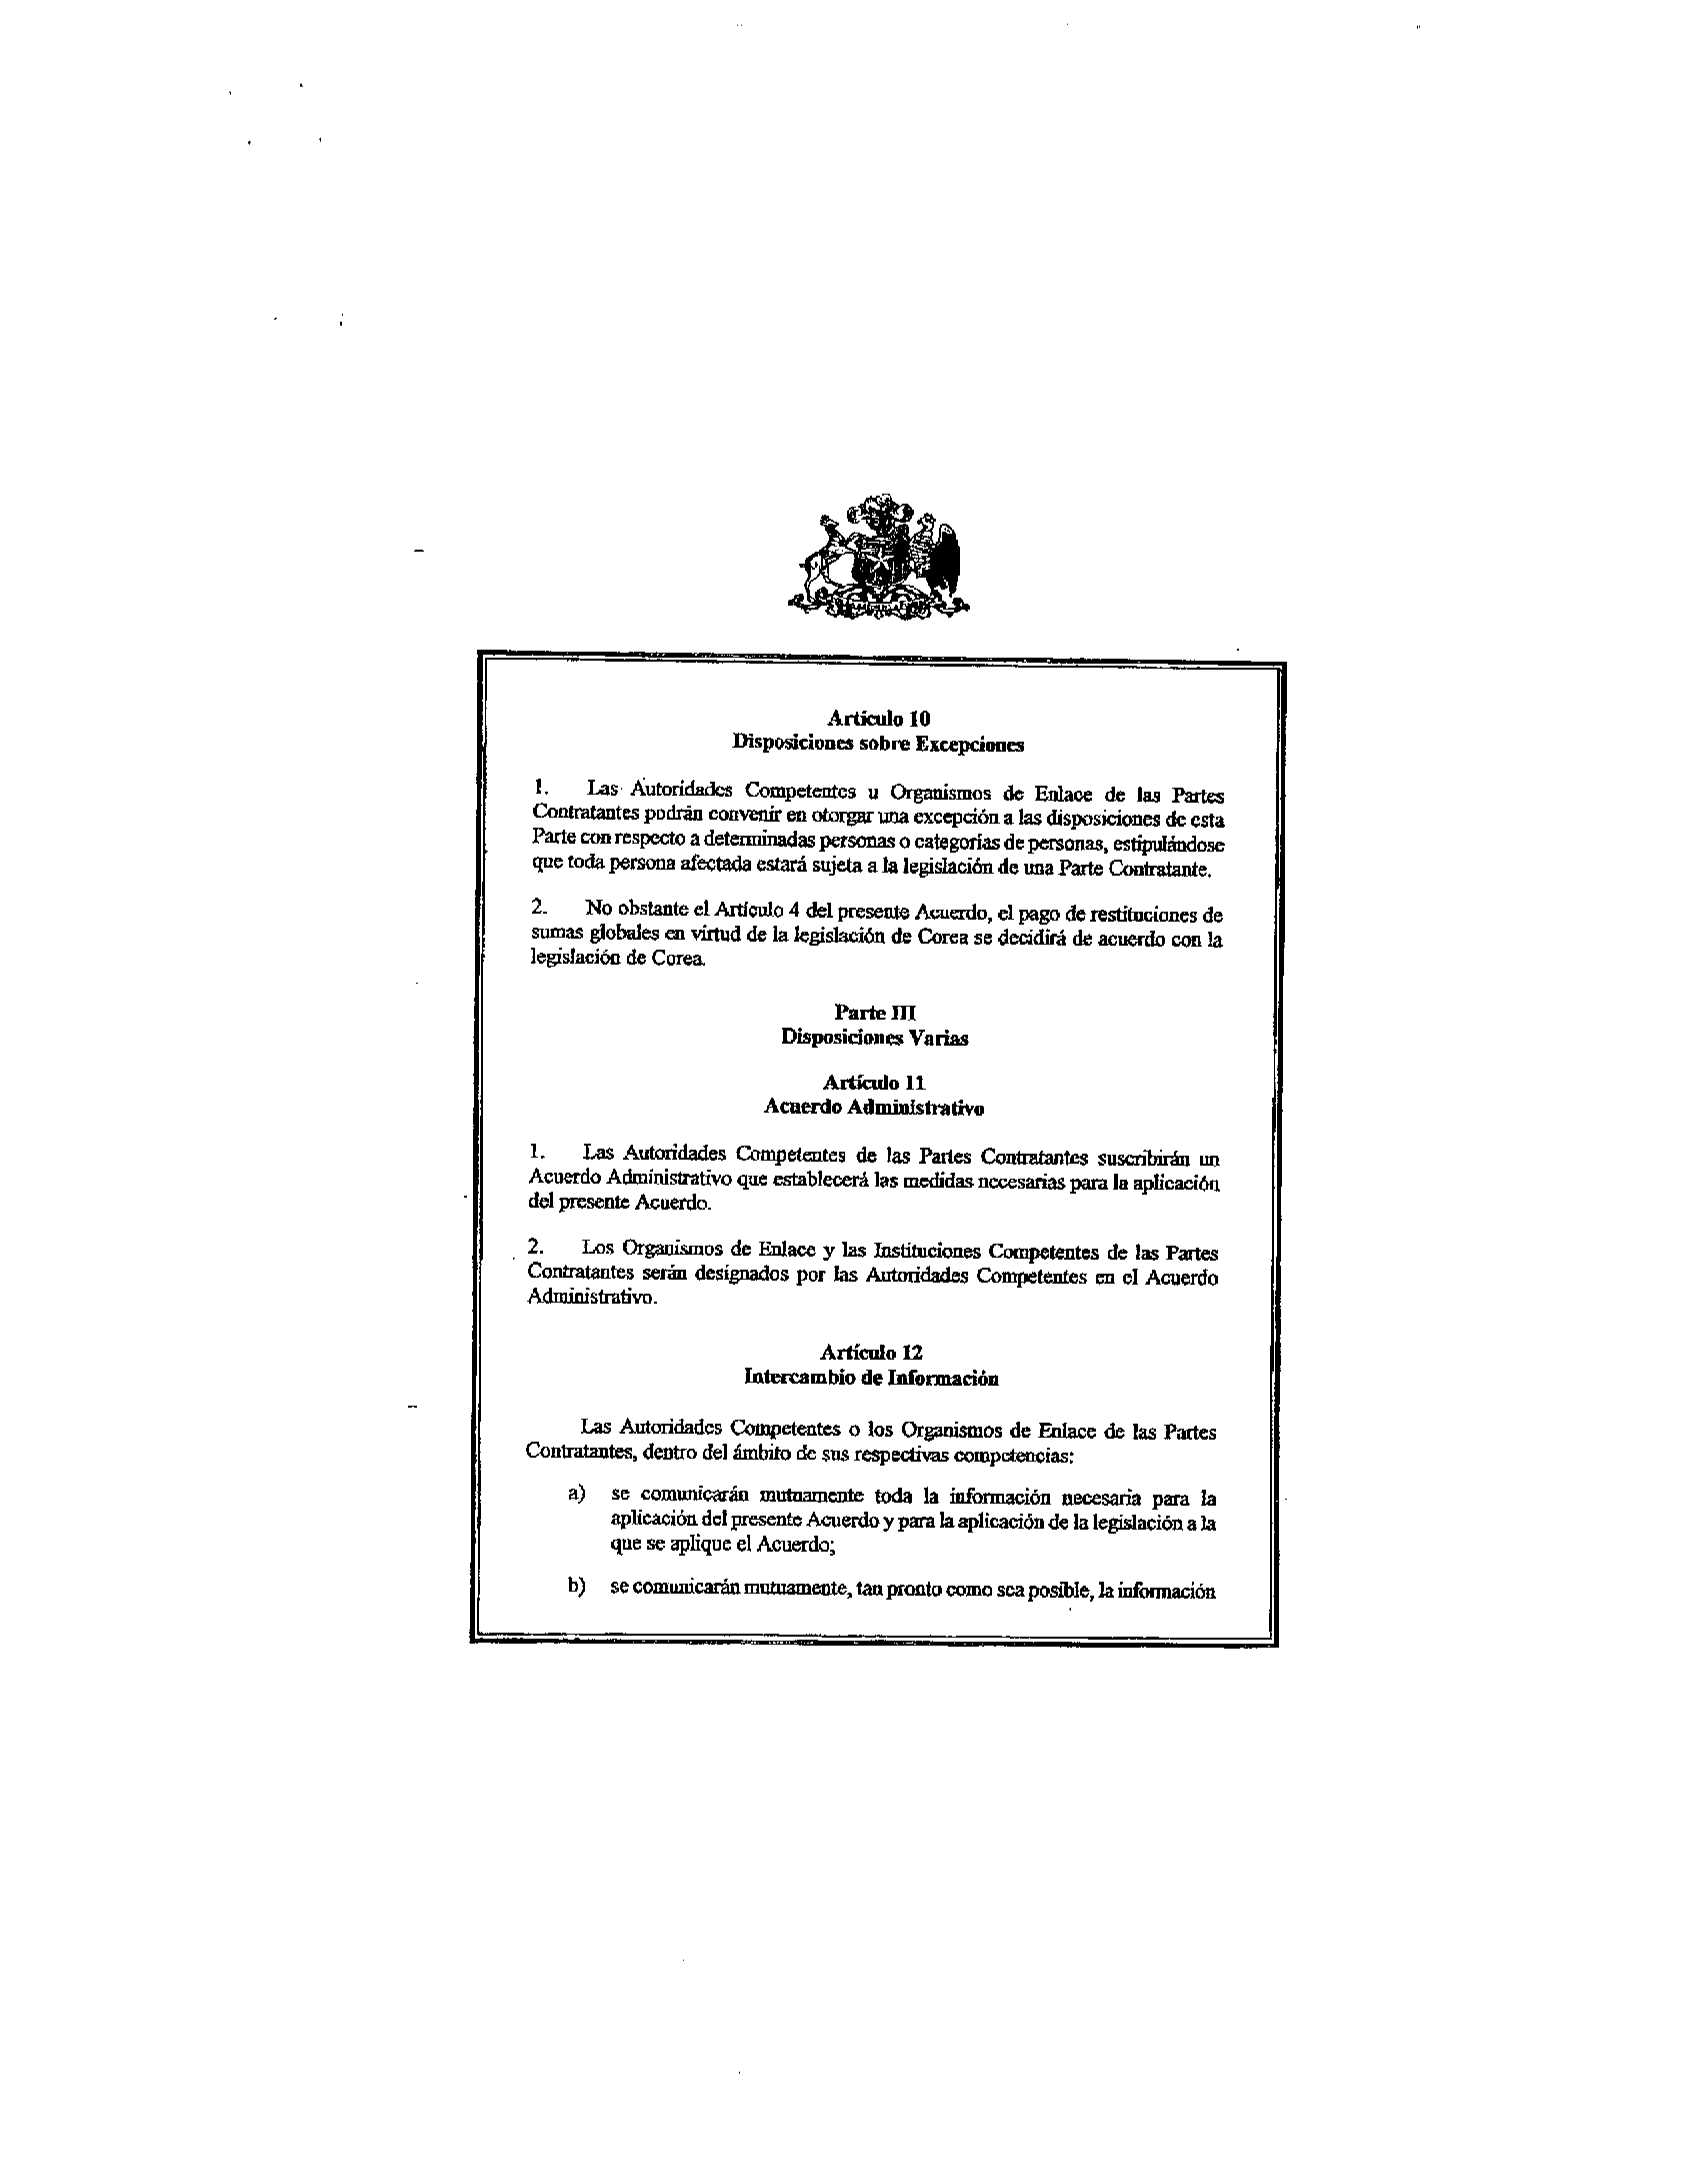 Artículo 10
Disposiciones sobre Excepciones
1. Las Autoridades Competentes u Organismos de Enlace de las Partes
Contratantes podrán convenir en otorgar una excepción a las disposiciones de esta
Parte con respecto a determinadas personas o categorías de personas, estipulándose
que toda persona afectada estará sujeta a la legislación de una Parte Contratante.
2. No obstante el Artículo 4 del presente Acuerdo, el pago de restituciones de
sumas globales en virtud de la legislación de Corea se decidirá de acuerdo con la
legislación de Corea.
Parte III
Disposiciones Varias
Artículo 11
Acuerdo Administrativo
1. Las Autoridades Competentes de las Partes Contratantes suscribirán un
Acuerdo Administrativo que establecerá las medidas necesarias para la aplicación
del presente Acuerdo.
2. Los Organismos de Enlace y las Instituciones Competentes de las Partes
Contratantes serán designados por las Autoridades Competentes en el Acuerdo
Administrativo.
Artículo 12
Intercambio de Información
Las Autoridades Competentes o los Organismos de Enlace de las Partes
Contratantes, dentro del ámbito de sus respectivas competencias:
a) se comunicarán mutuamente toda la información necesaria para la
aplicación del presente Acuerdo y para la aplicación de la legislación a la
que se aplique el Acuerdo;
b) se comunicarán mutuamente, tan pronto como sea posible, la información